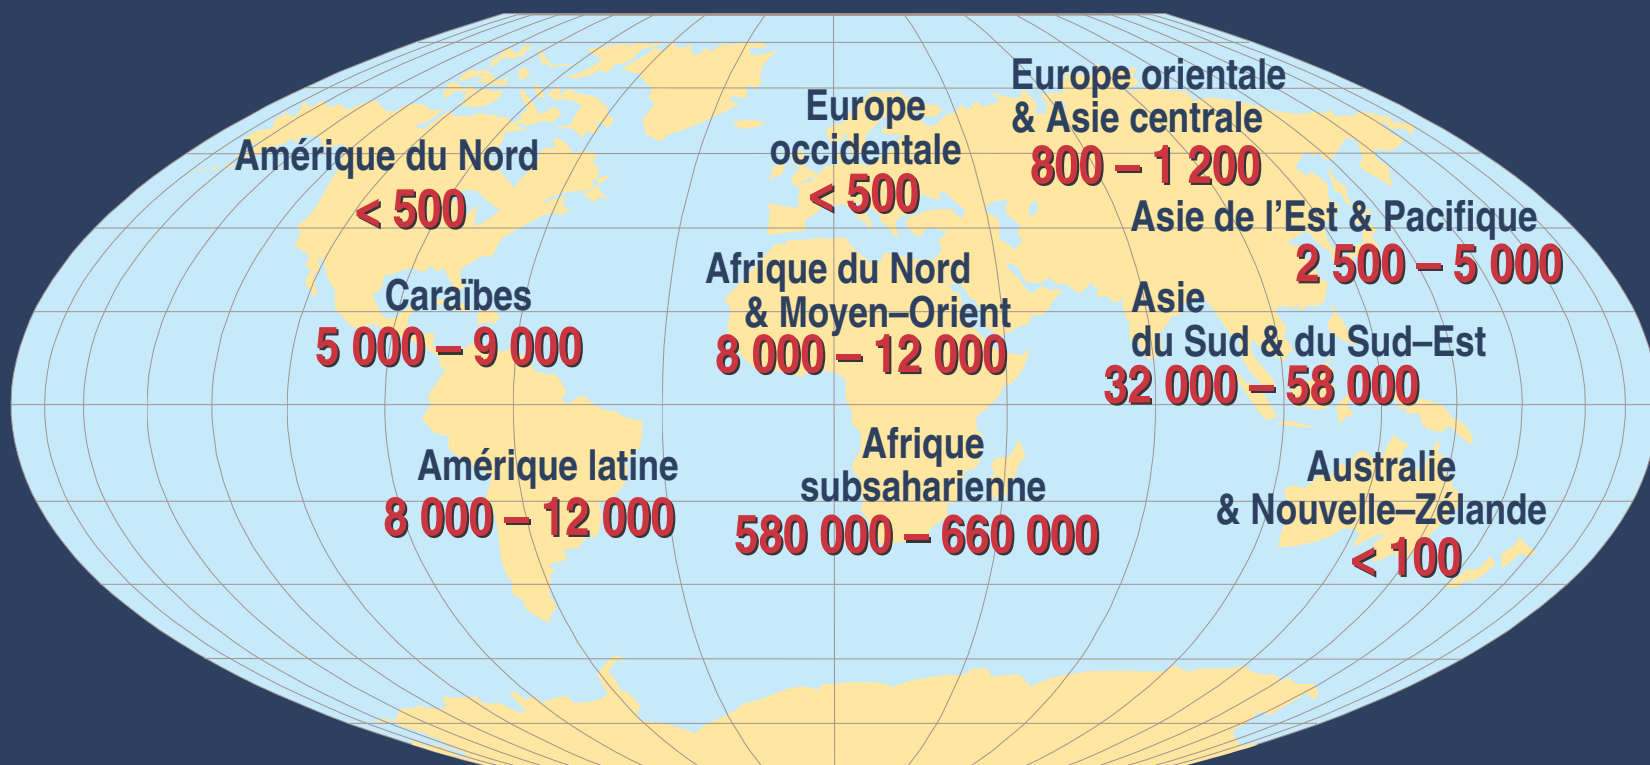 Amérique du Nord
< 500
Caraïbes
5 000 – 9 000
Amérique latine
8 000 – 12 000
Europe
occidentale
< 500
Afrique du Nord
& Moyen–Orient
8 000 – 12 000
Afrique
subsaharienne
580 000 – 660 000
Europe orientale
& Asie centrale
800 – 1 200
Asie de l’Est & Pacifique
2 500 – 5 000
Asie
du Sud & du Sud–Est
32 000 – 58 000
Australie
& Nouvelle–Zélande
< 100